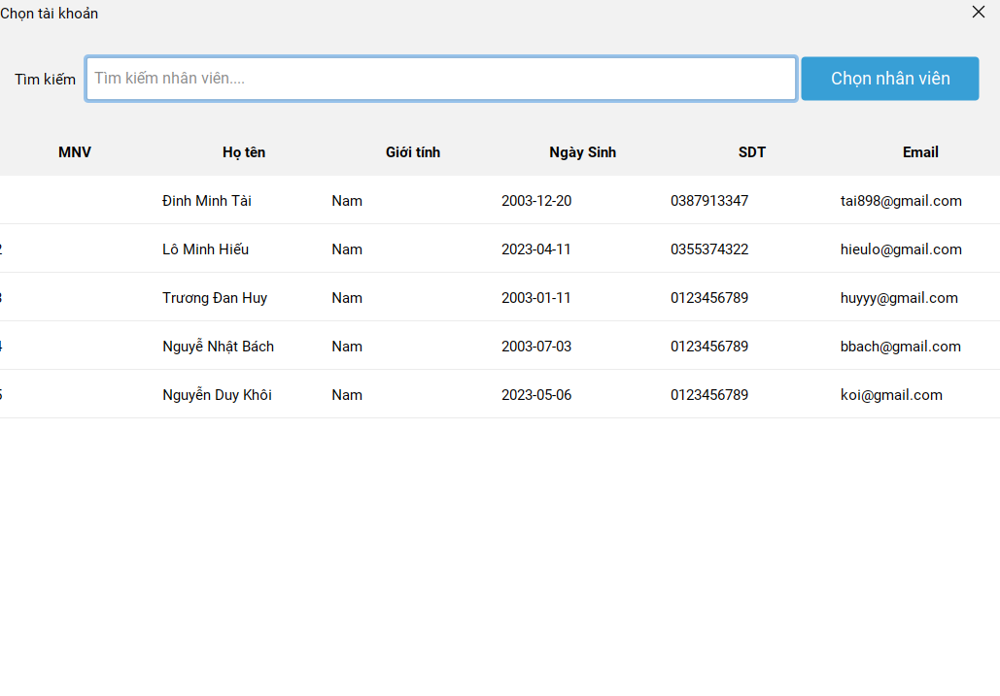 Chọn tài khoản
Tìm kiếm Tìm kiếm nhân viên.... Chọn nhân viên
MNV Họ tên Giới tính Ngày Sinh SDT Email
Đinh Minh Tài Nam 2003-12-20 0387913347 tai898@gmail.com
2 Lô Minh Hiếu Nam 2023-04-11 0355374322 hieulo@gmail.com
3 Trương Đan Huy Nam 2003-01-11 0123456789 huyyy@gmail.com
4 Nguyễ Nhật Bách Nam 2003-07-03 0123456789 bbach@gmail.com
5 Nguyễn Duy Khôi Nam 2023-05-06 0123456789 koi@gmail.com